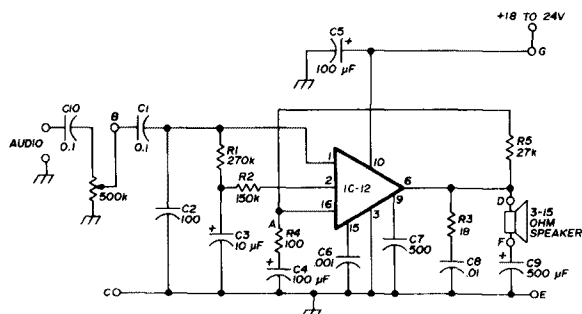 +18 TO 24V
G
C5
+
100 µF
C10
0.1
AUDIO
500k
B
C1
0.1
R1
270k
R2
150k
C2
100
+
C3
10 µF
A
R4
100
+
C4
100 µF
1
2
16
15
10
3
9
6
IC-12
C6
.001
C7
500
R5
27k
R3
18
C8
.01
D
3-15
OHM
SPEAKER
F
+
C9
500 µF
C
E